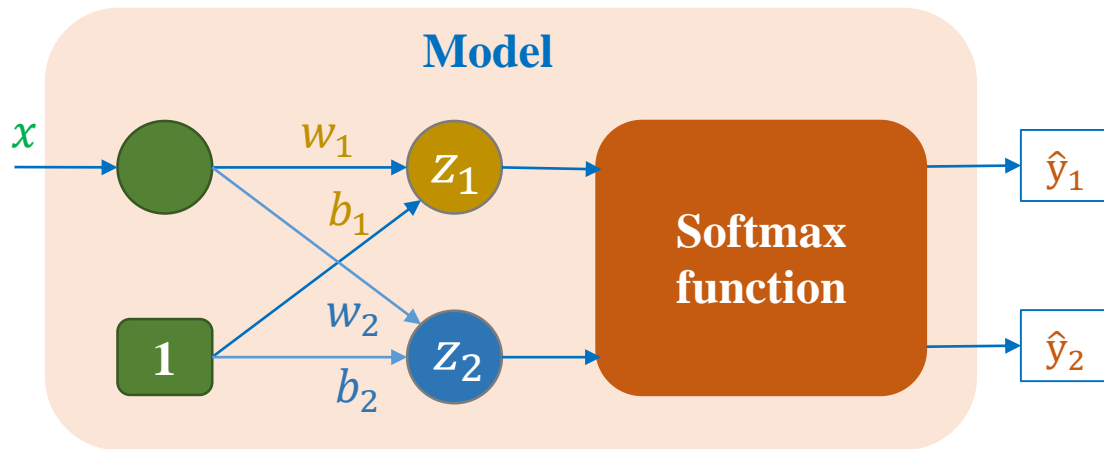 Model
x
w₁
z₁
b₁
ŷ₁
Softmax
function
1
w₂
z₂
b₂
ŷ₂